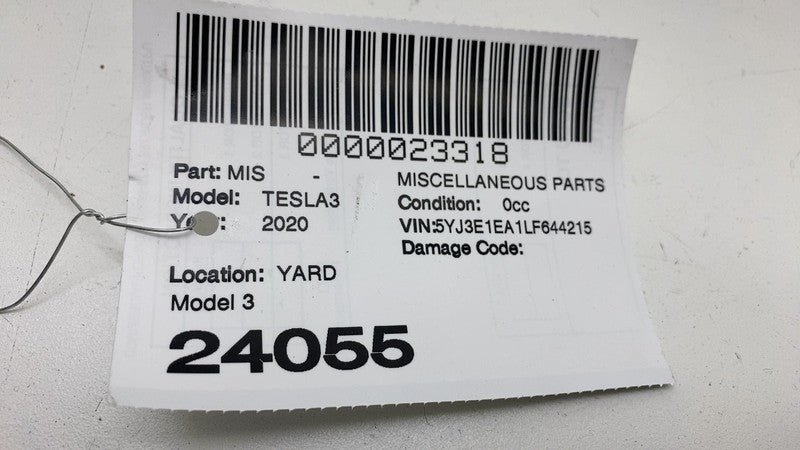 0000023318
Part: MIS - MISCELLANEOUS PARTS
Model: TESLA3 Condition: 0cc
2020 VIN:5YJ3E1EA1LF644215
Damage Code:
Location: YARD
Model 3
24055